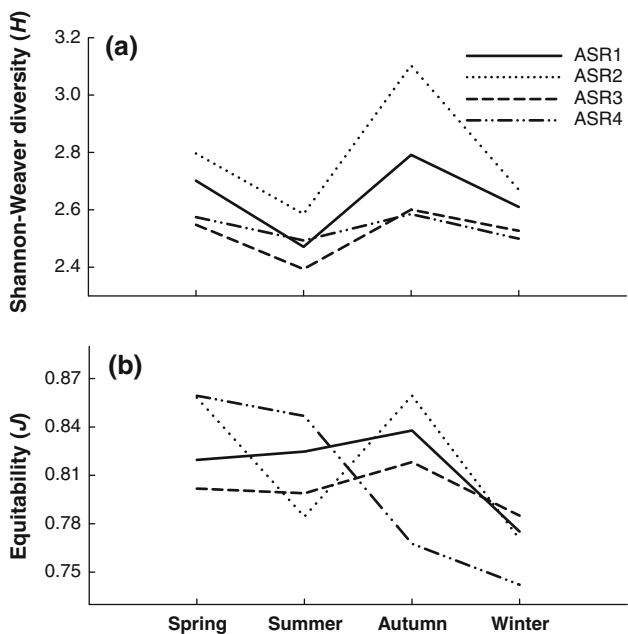 Shannon-Weaver diversity (H)
3.2
3.0
2.8
2.6
2.4
(a)
ASR1
ASR2
ASR3
ASR4
Equitability (J)
0.87
0.84
0.81
0.78
0.75
(b)
Spring Summer Autumn Winter